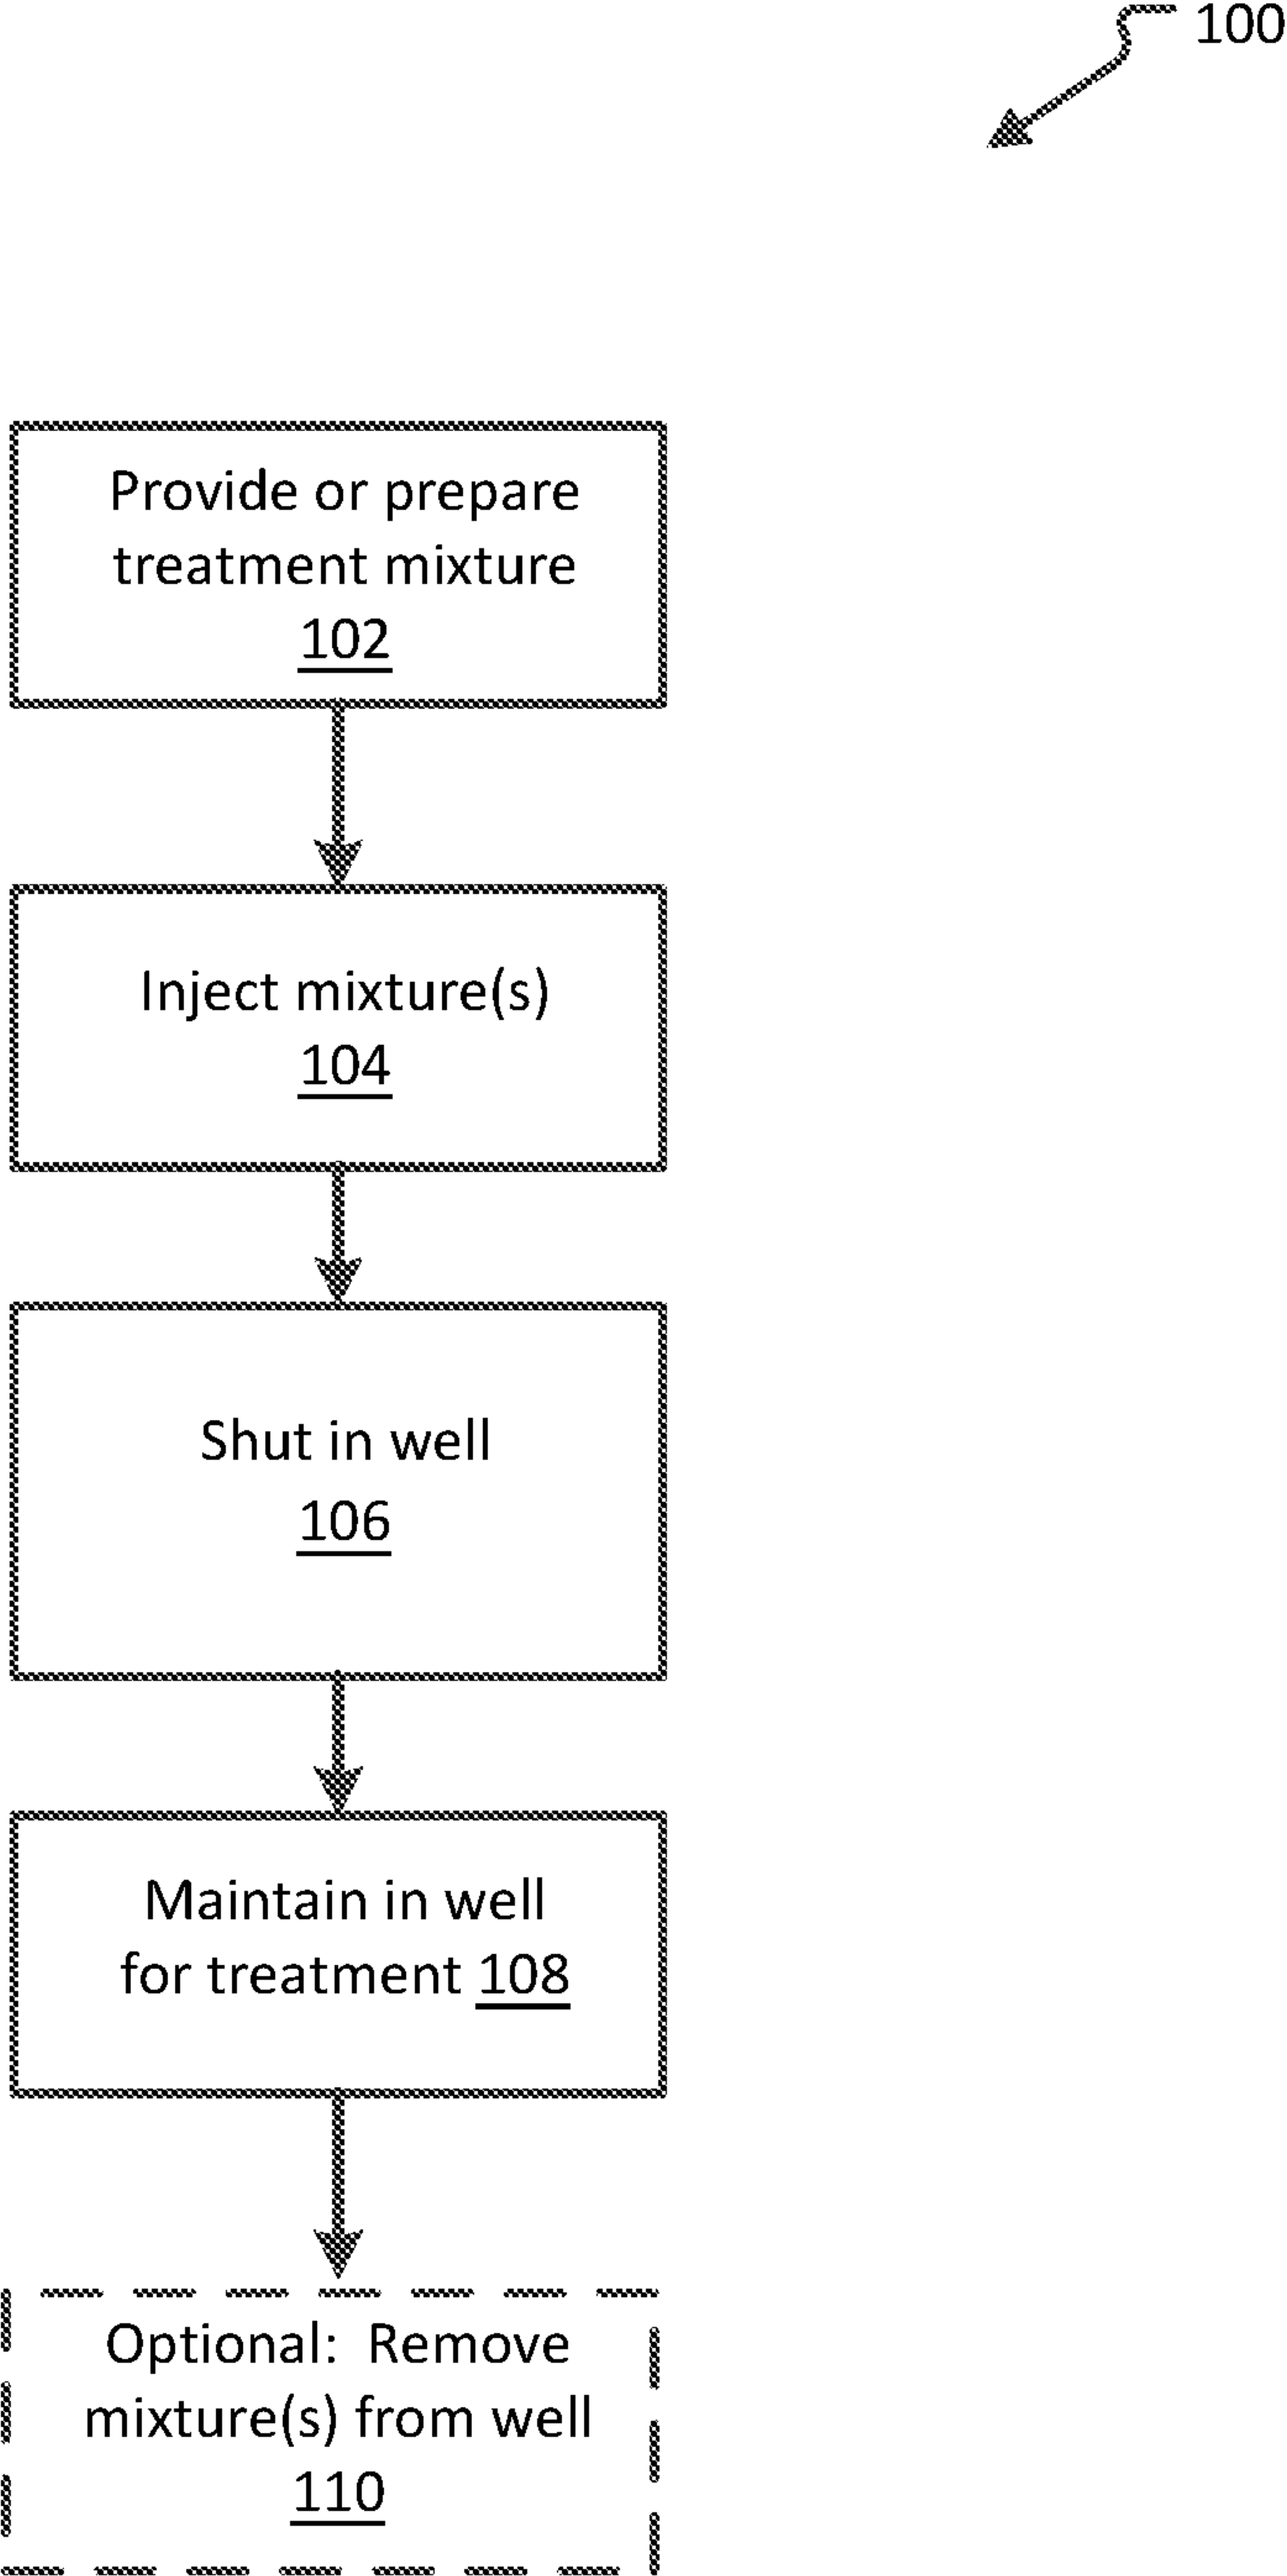 100
Provide or prepare
treatment mixture
102
Inject mixture(s)
104
Shut in well
106
Maintain in well
for treatment 108
Optional:  Remove
mixture(s) from well
110